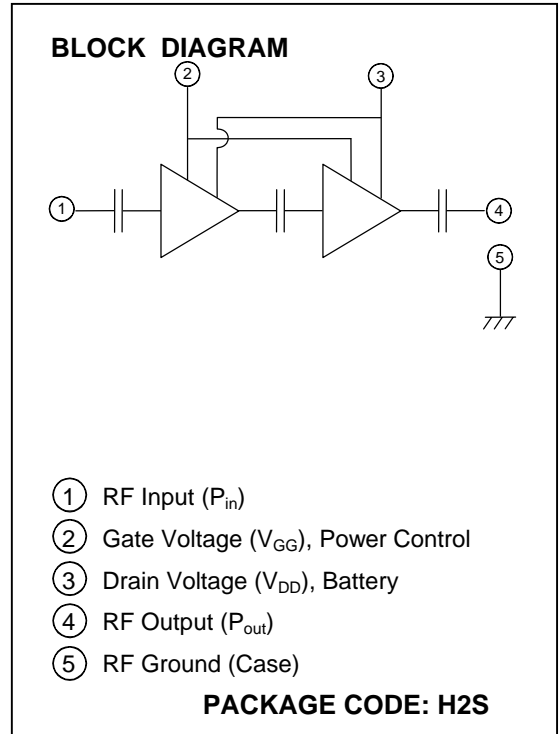 BLOCK DIAGRAM
2
3
1
4
5
1 RF Input (Pin)
2 Gate Voltage (VGG), Power Control
3 Drain Voltage (VDD), Battery
4 RF Output (Pout)
5 RF Ground (Case)
PACKAGE CODE: H2S